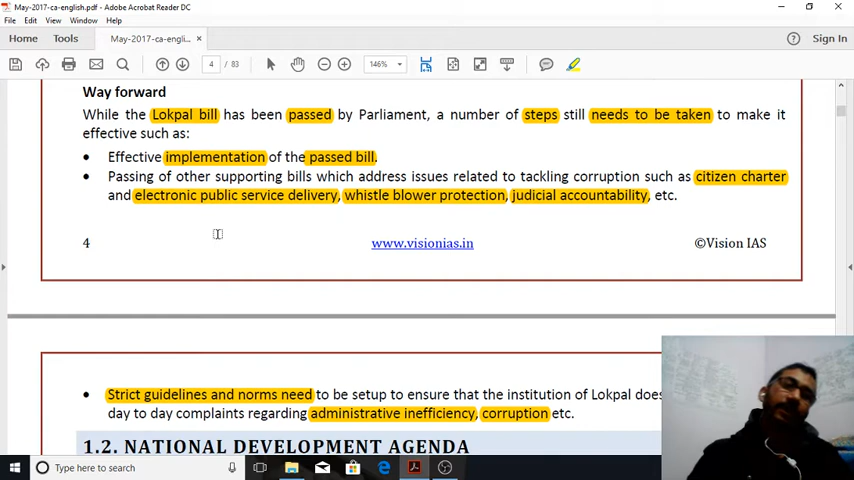 May-2017-ca-english.pdf - Adobe Acrobat Reader DC
File Edit View Window Help
Home Tools May-2017-ca-engli... × Sign In
4 / 83 146%
Way forward
While the Lokpal bill has been passed by Parliament, a number of steps still needs to be taken to make it
effective such as:
• Effective implementation of the passed bill.
• Passing of other supporting bills which address issues related to tackling corruption such as citizen charter
and electronic public service delivery, whistle blower protection, judicial accountability, etc.
4 www.visionias.in ©Vision IAS
• Strict guidelines and norms need to be setup to ensure that the institution of Lokpal does
day to day complaints regarding administrative inefficiency, corruption etc.
1.2. NATIONAL DEVELOPMENT AGENDA
Type here to search